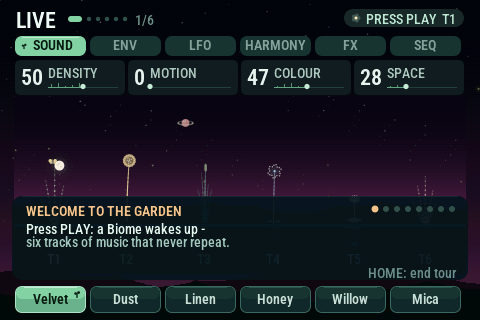 LIVE 1/6 PRESS PLAY T1
SOUND ENV LFO HARMONY FX SEQ
50 DENSITY 0 MOTION 47 COLOUR 28 SPACE
WELCOME TO THE GARDEN
Press PLAY: a Biome wakes up -
six tracks of music that never repeat.
T1 T2 T3 T4 T5 T6
HOME: end tour
Velvet Dust Linen Honey Willow Mica